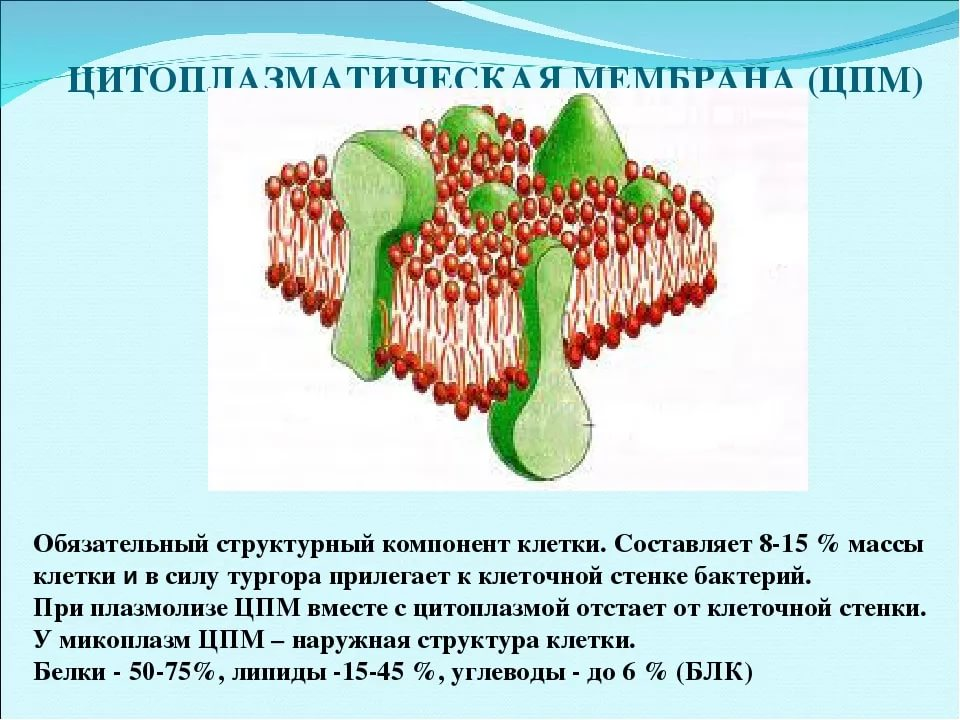 ЦИТОПЛАЗМАТИЧЕСКАЯ МЕМБРАНА (ЦПМ)
Обязательный структурный компонент клетки. Составляет 8-15 % массы
клетки и в силу тургора прилегает к клеточной стенке бактерий.
При плазмолизе ЦПМ вместе с цитоплазмой отстает от клеточной стенки.
У микоплазм ЦПМ – наружная структура клетки.
Белки - 50-75%, липиды -15-45 %, углеводы - до 6 % (БЛК)